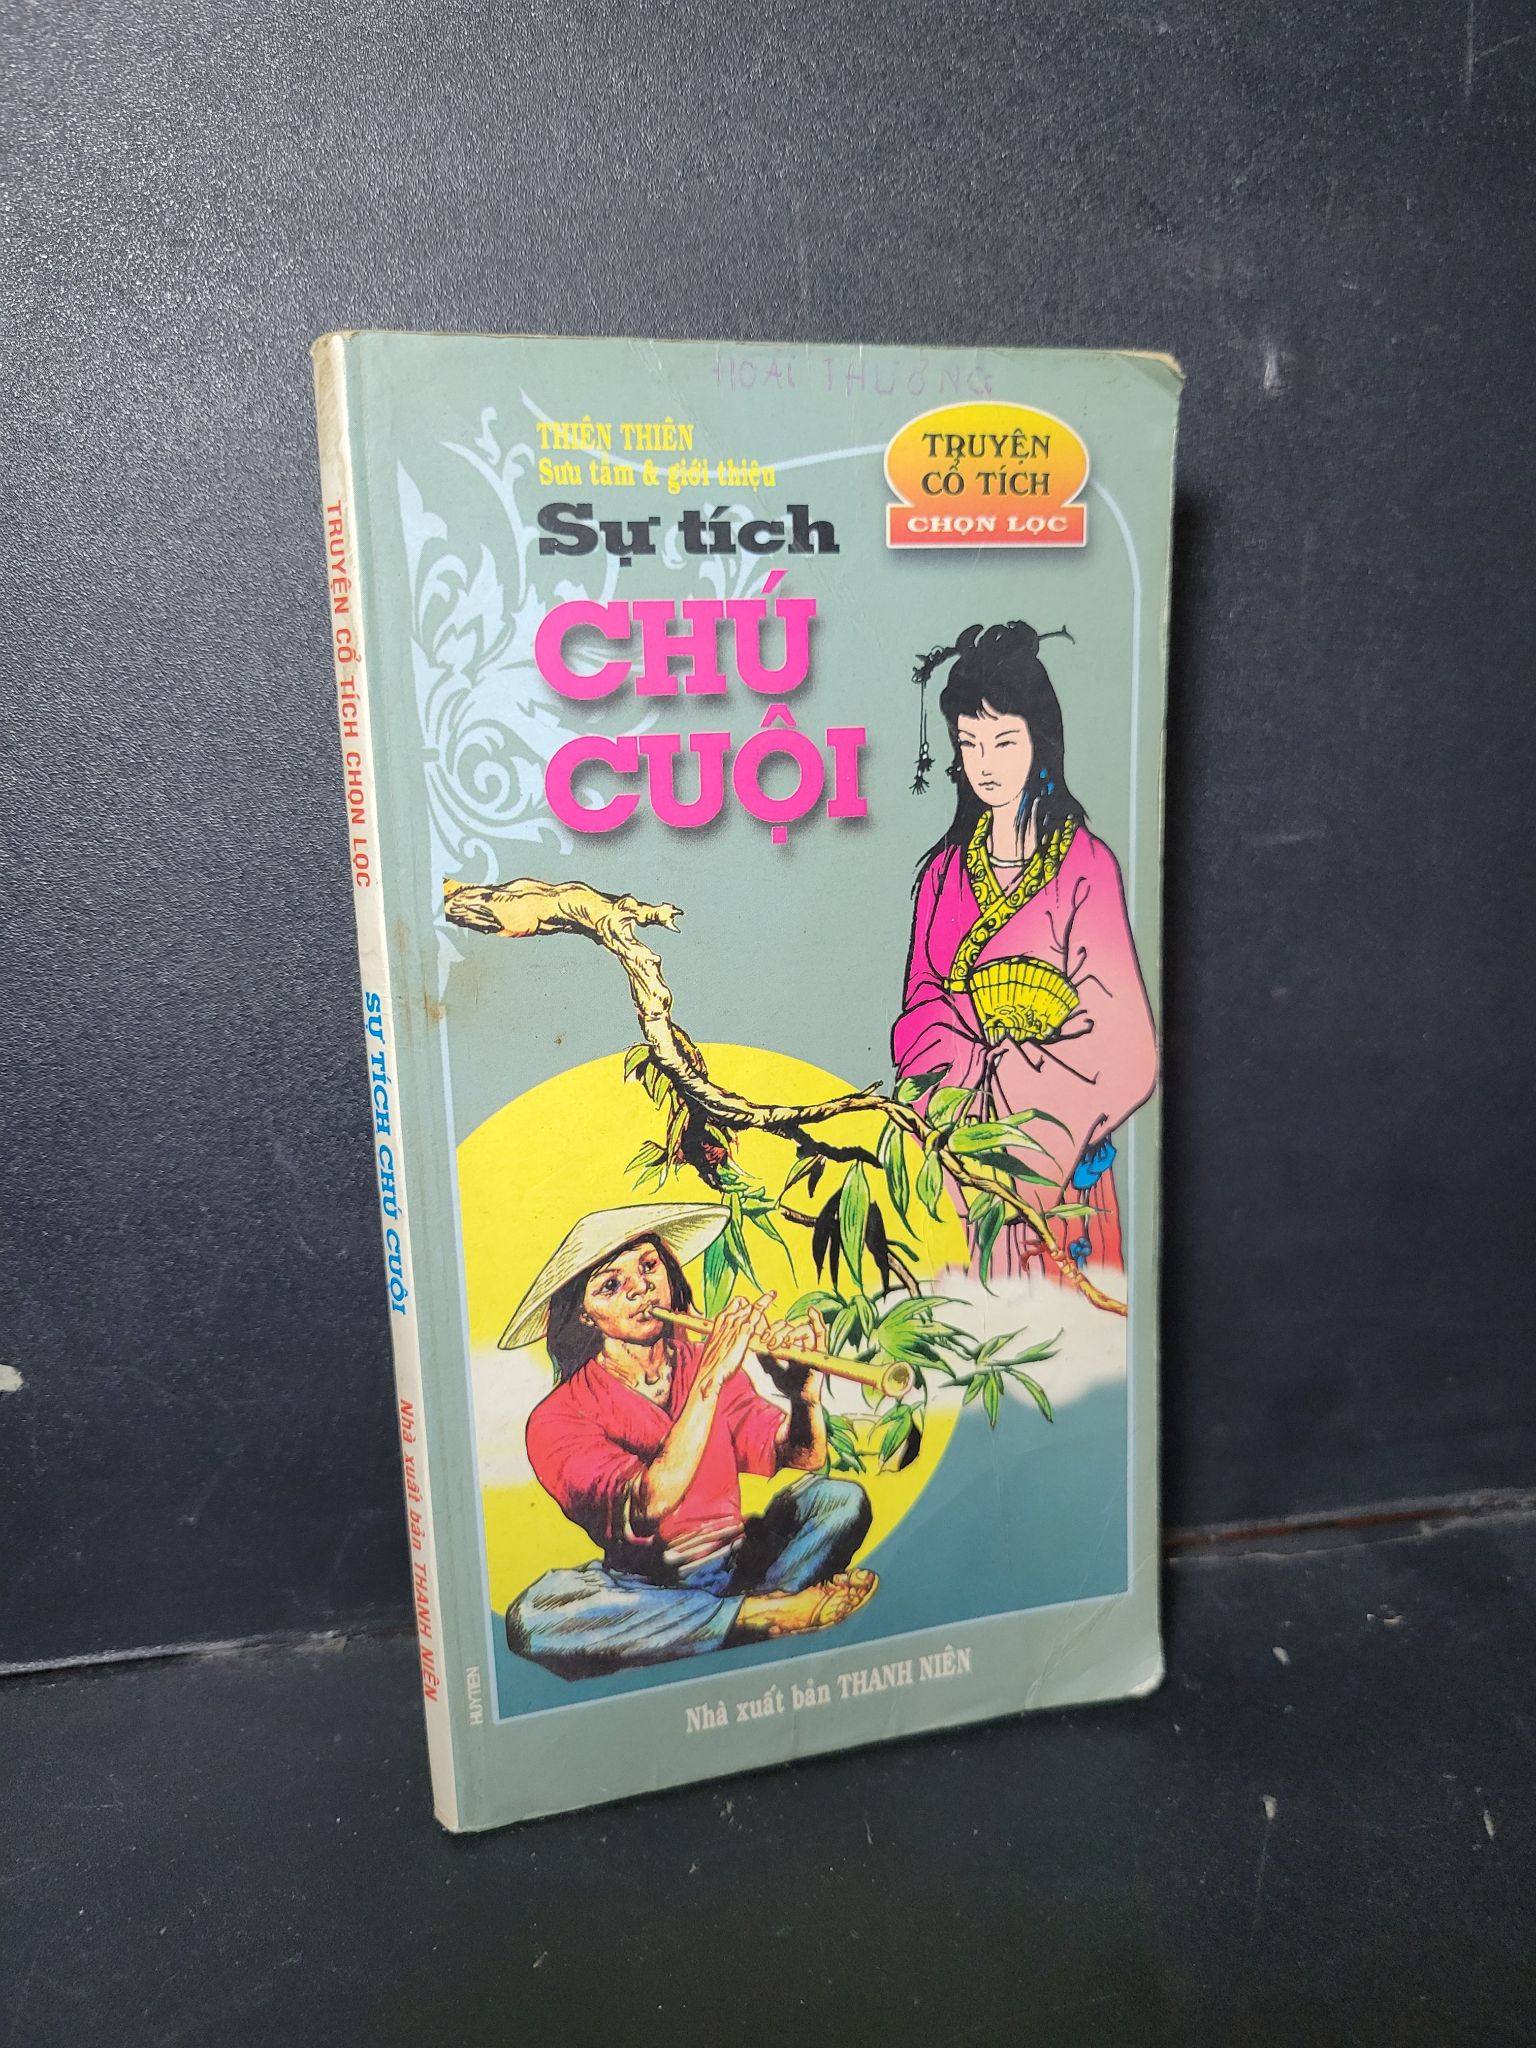 HOÀI THƯƠNG
THIÊN THIÊN
Sưu tầm & giới thiệu
TRUYỆN
CỔ TÍCH
CHỌN LỌC
Sự tích
CHÚ
CUỘI
Nhà xuất bản THANH NIÊN
HUYTIEN
TRUYỆN CỔ TÍCH CHỌN LỌC
SỰ TÍCH CHÚ CUỘI
Nhà xuất bản THANH NIÊN